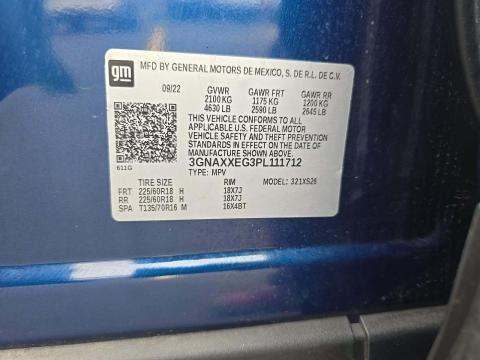 gm
MFD BY GENERAL MOTORS DE MEXICO, S. DE R.L. DE C.V.
09/22 GVWR GAWR FRT GAWR RR
2100 KG 1175 KG 1200 KG
4630 LB 2590 LB 2645 LB
THIS VEHICLE CONFORMS TO ALL
APPLICABLE U.S. FEDERAL MOTOR
VEHICLE SAFETY AND THEFT PREVENTION
STANDARDS IN EFFECT ON THE DATE
OF MANUFACTURE SHOWN ABOVE.
611G 3GNAXXEG3PL111712
TYPE: MPV
TIRE SIZE RIM MODEL: 321XS26
FRT 225/60R18 H 18X7J
RR 225/60R18 H 18X7J
SPA T135/70R16 M 16X4BT